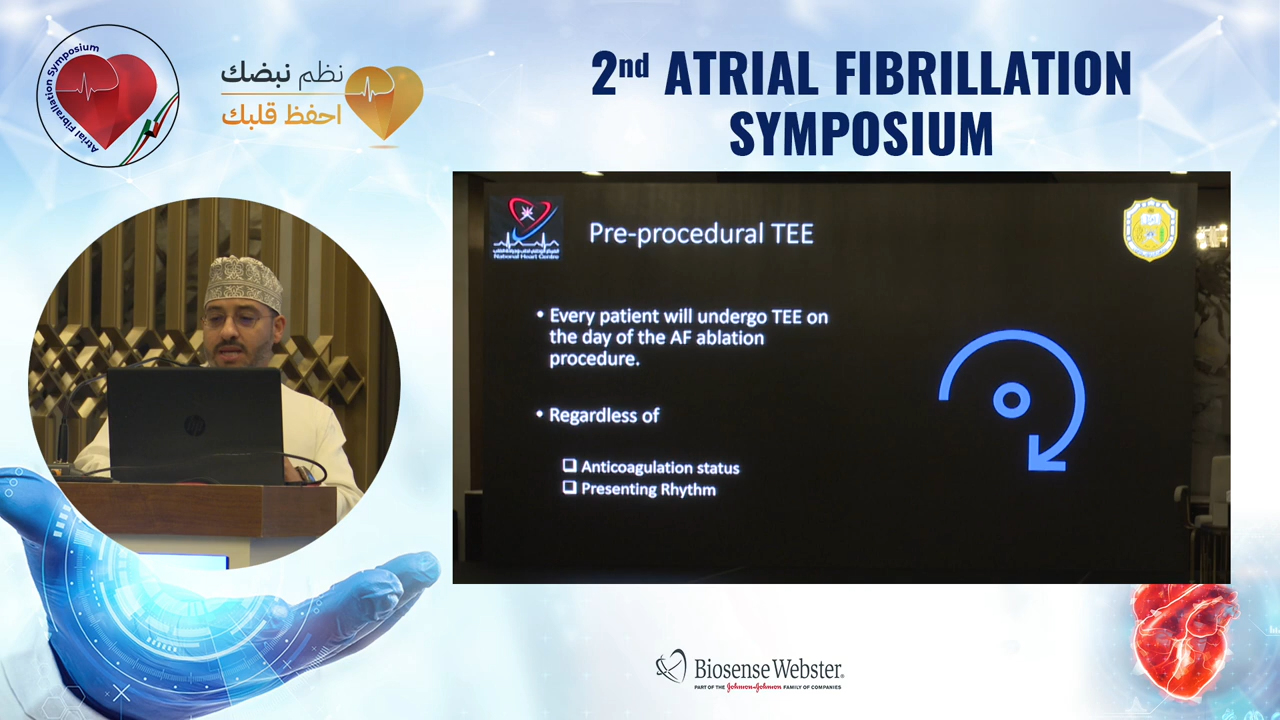 Atrial Fibrillation Symposium
نظم نبضك
احفظ قلبك
2nd ATRIAL FIBRILLATION
SYMPOSIUM
National Heart Centre
Pre-procedural TEE
• Every patient will undergo TEE on
the day of the AF ablation
procedure.
• Regardless of
❑ Anticoagulation status
❑ Presenting Rhythm
hp
Biosense Webster®
PART OF THE Johnson & Johnson FAMILY OF COMPANIES